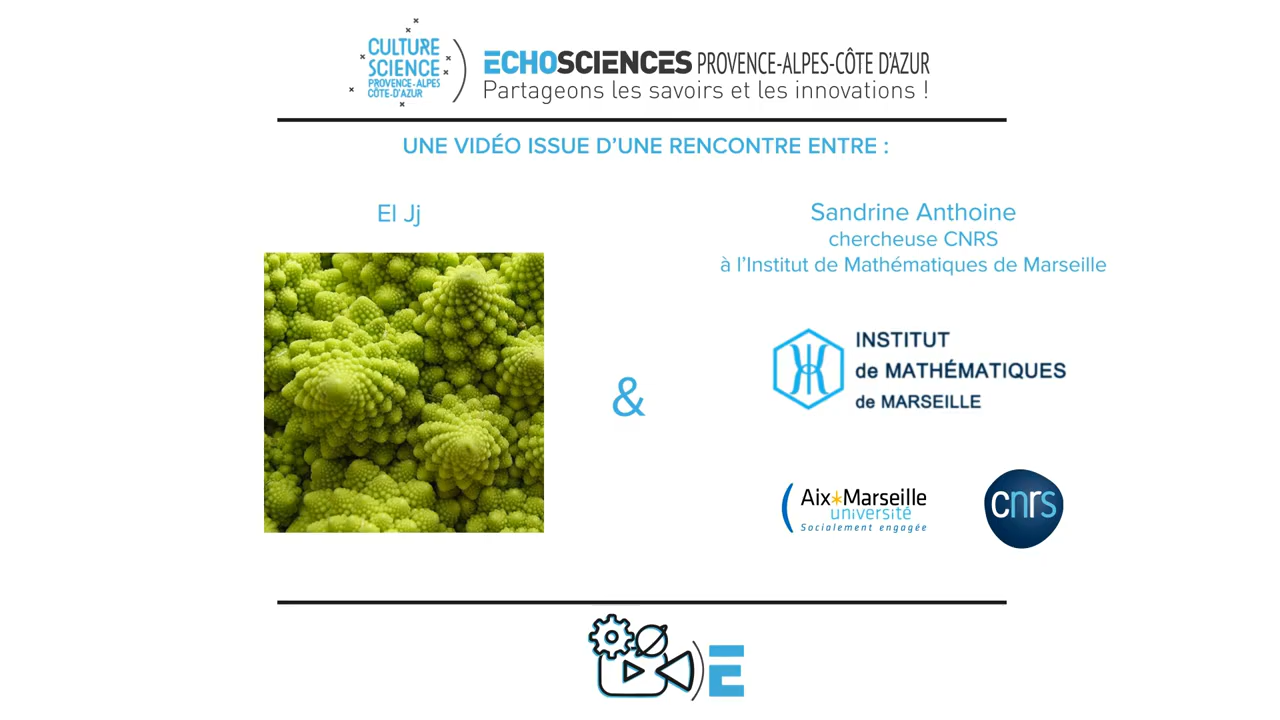 CULTURE
SCIENCE
PROVENCE-ALPES
CÔTE-D'AZUR
ECHOSCIENCES PROVENCE-ALPES-CÔTE D'AZUR
Partageons les savoirs et les innovations !
UNE VIDÉO ISSUE D'UNE RENCONTRE ENTRE :
El Jj
&
Sandrine Anthoine
chercheuse CNRS
à l'Institut de Mathématiques de Marseille
INSTITUT
de MATHÉMATIQUES
de MARSEILLE
Aix*Marseille
université
Socialement engagée
cnrs
E